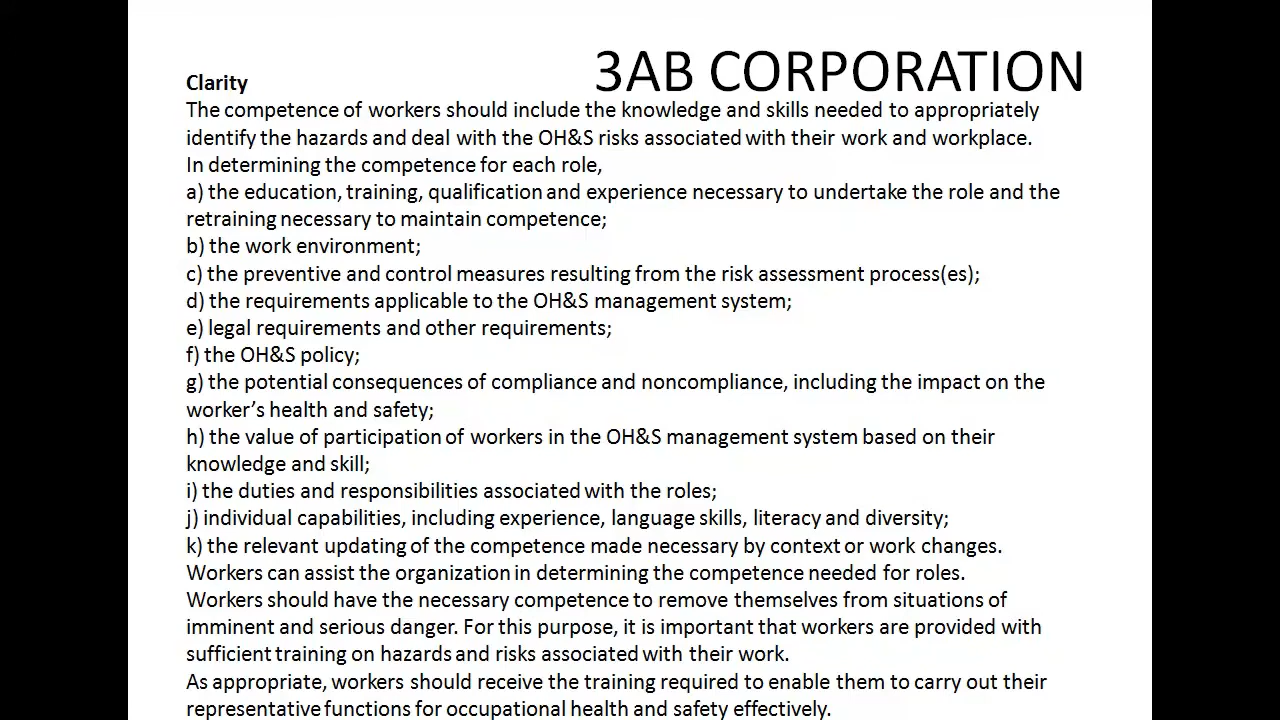 3AB CORPORATION
Clarity
The competence of workers should include the knowledge and skills needed to appropriately
identify the hazards and deal with the OH&S risks associated with their work and workplace.
In determining the competence for each role,
a) the education, training, qualification and experience necessary to undertake the role and the
retraining necessary to maintain competence;
b) the work environment;
c) the preventive and control measures resulting from the risk assessment process(es);
d) the requirements applicable to the OH&S management system;
e) legal requirements and other requirements;
f) the OH&S policy;
g) the potential consequences of compliance and noncompliance, including the impact on the
worker’s health and safety;
h) the value of participation of workers in the OH&S management system based on their
knowledge and skill;
i) the duties and responsibilities associated with the roles;
j) individual capabilities, including experience, language skills, literacy and diversity;
k) the relevant updating of the competence made necessary by context or work changes.
Workers can assist the organization in determining the competence needed for roles.
Workers should have the necessary competence to remove themselves from situations of
imminent and serious danger. For this purpose, it is important that workers are provided with
sufficient training on hazards and risks associated with their work.
As appropriate, workers should receive the training required to enable them to carry out their
representative functions for occupational health and safety effectively.